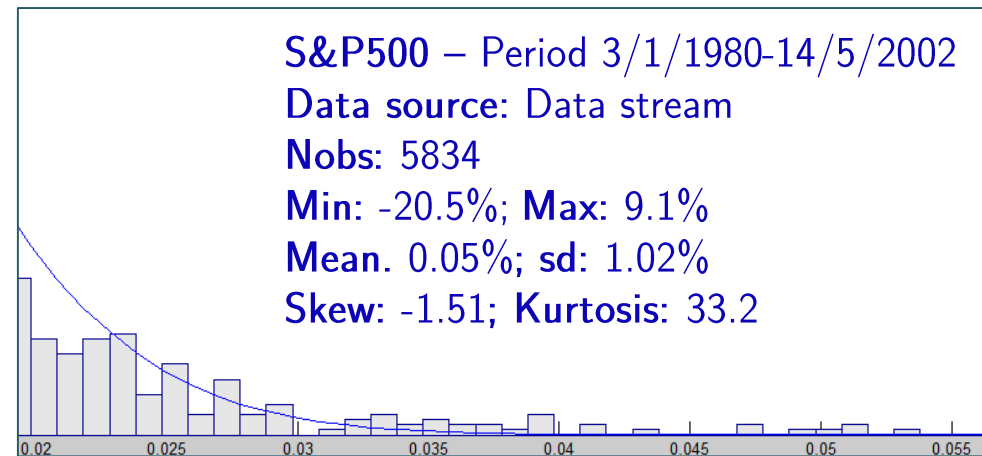 S&P500 – Period 3/1/1980-14/5/2002
Data source: Data stream
Nobs: 5834
Min: -20.5%; Max: 9.1%
Mean. 0.05%; sd: 1.02%
Skew: -1.51; Kurtosis: 33.2
0.02 0.025 0.03 0.035 0.04 0.045 0.05 0.055